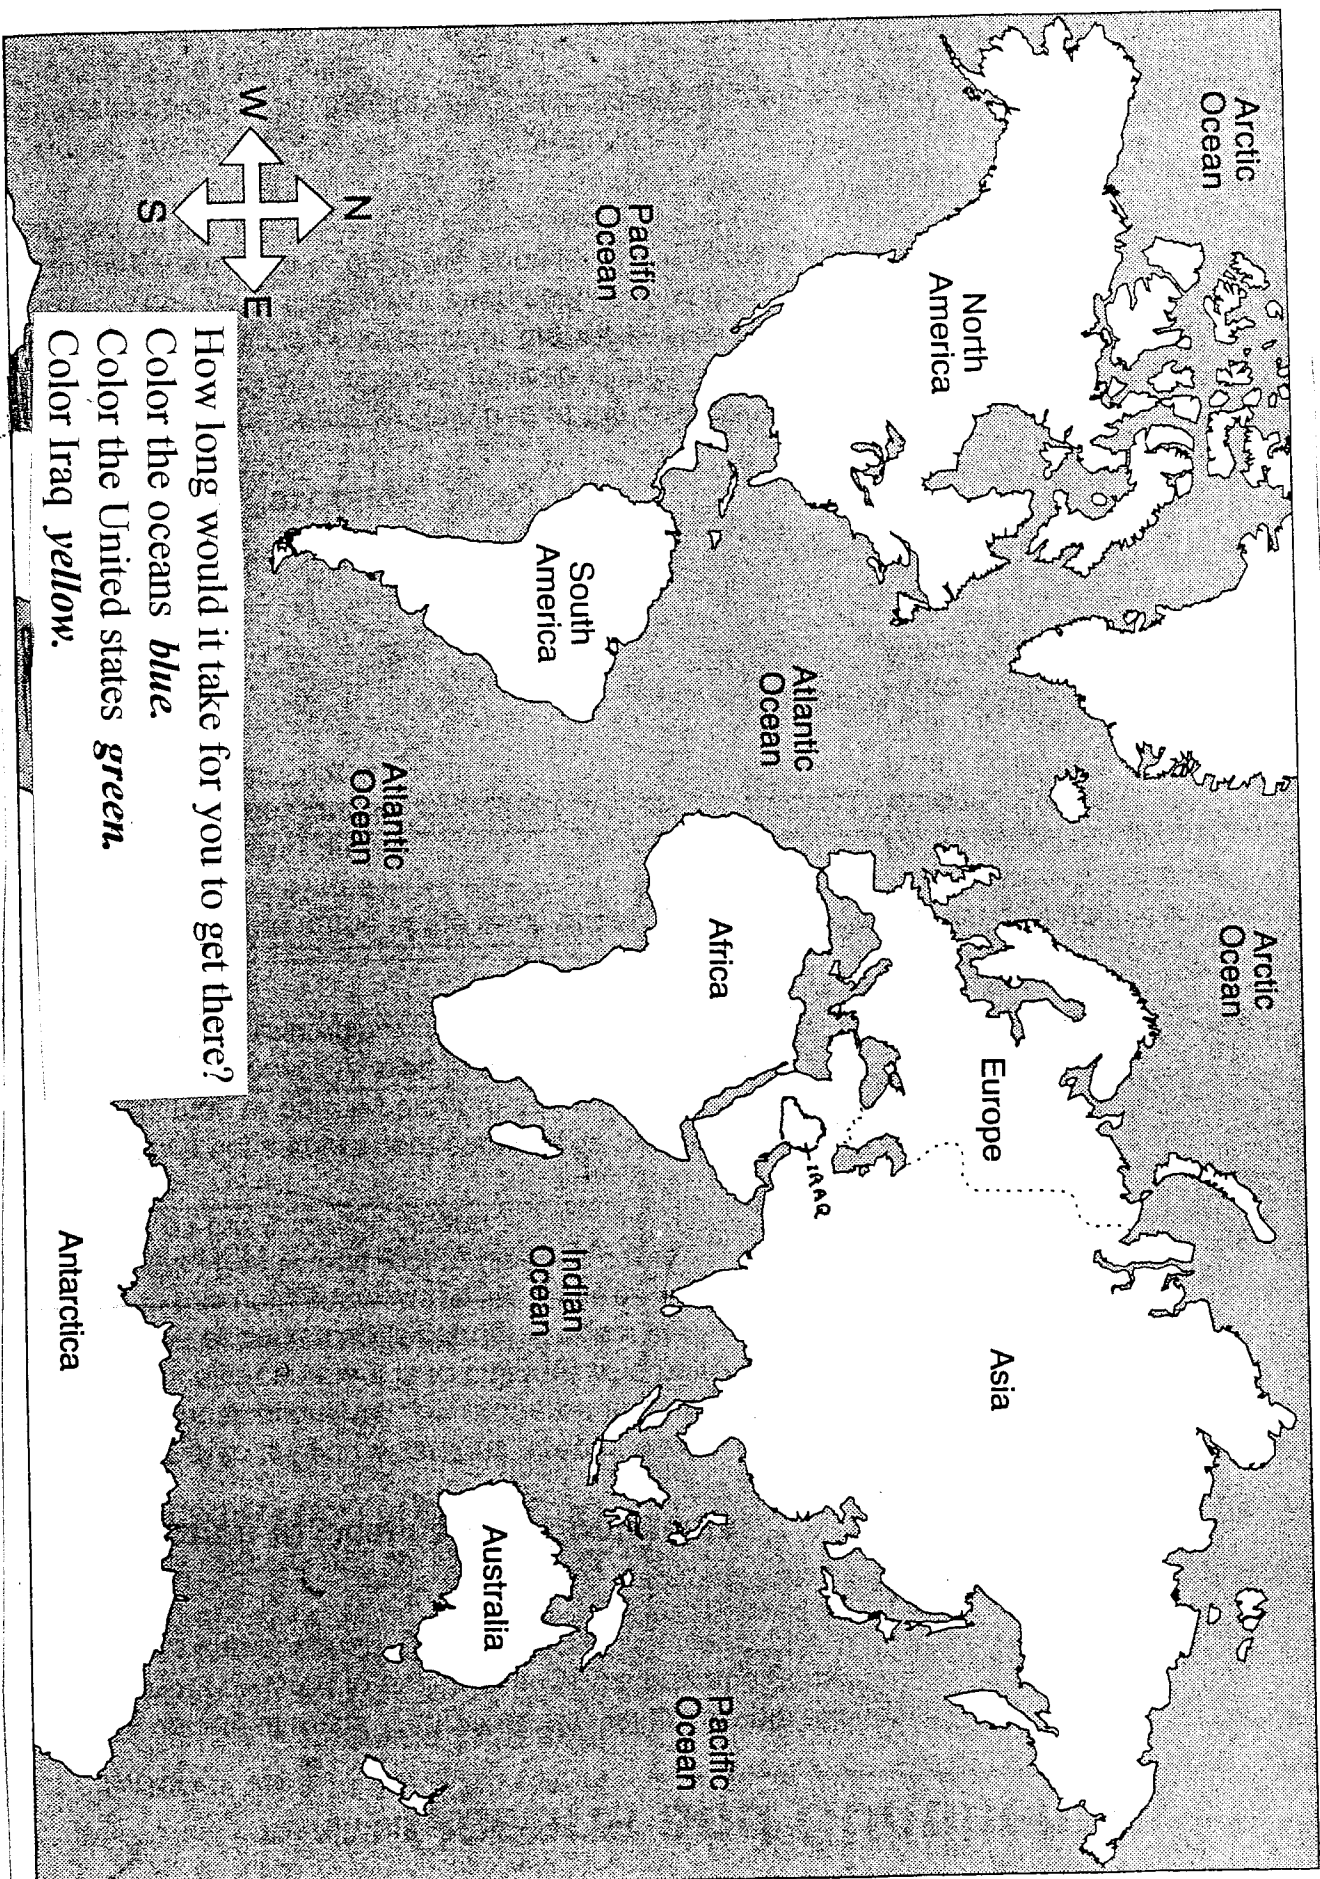 Arctic
Ocean
Arctic
Ocean
North
America
Europe
Asia
IRAQ
Pacific
Ocean
Atlantic
Ocean
Africa
Pacific
Ocean
South
America
Indian
Ocean
Australia
Atlantic
Ocean
N
W
E
S
How long would it take for you to get there?
Color the oceans blue.
Color the United states green.
Color Iraq yellow.
Antarctica